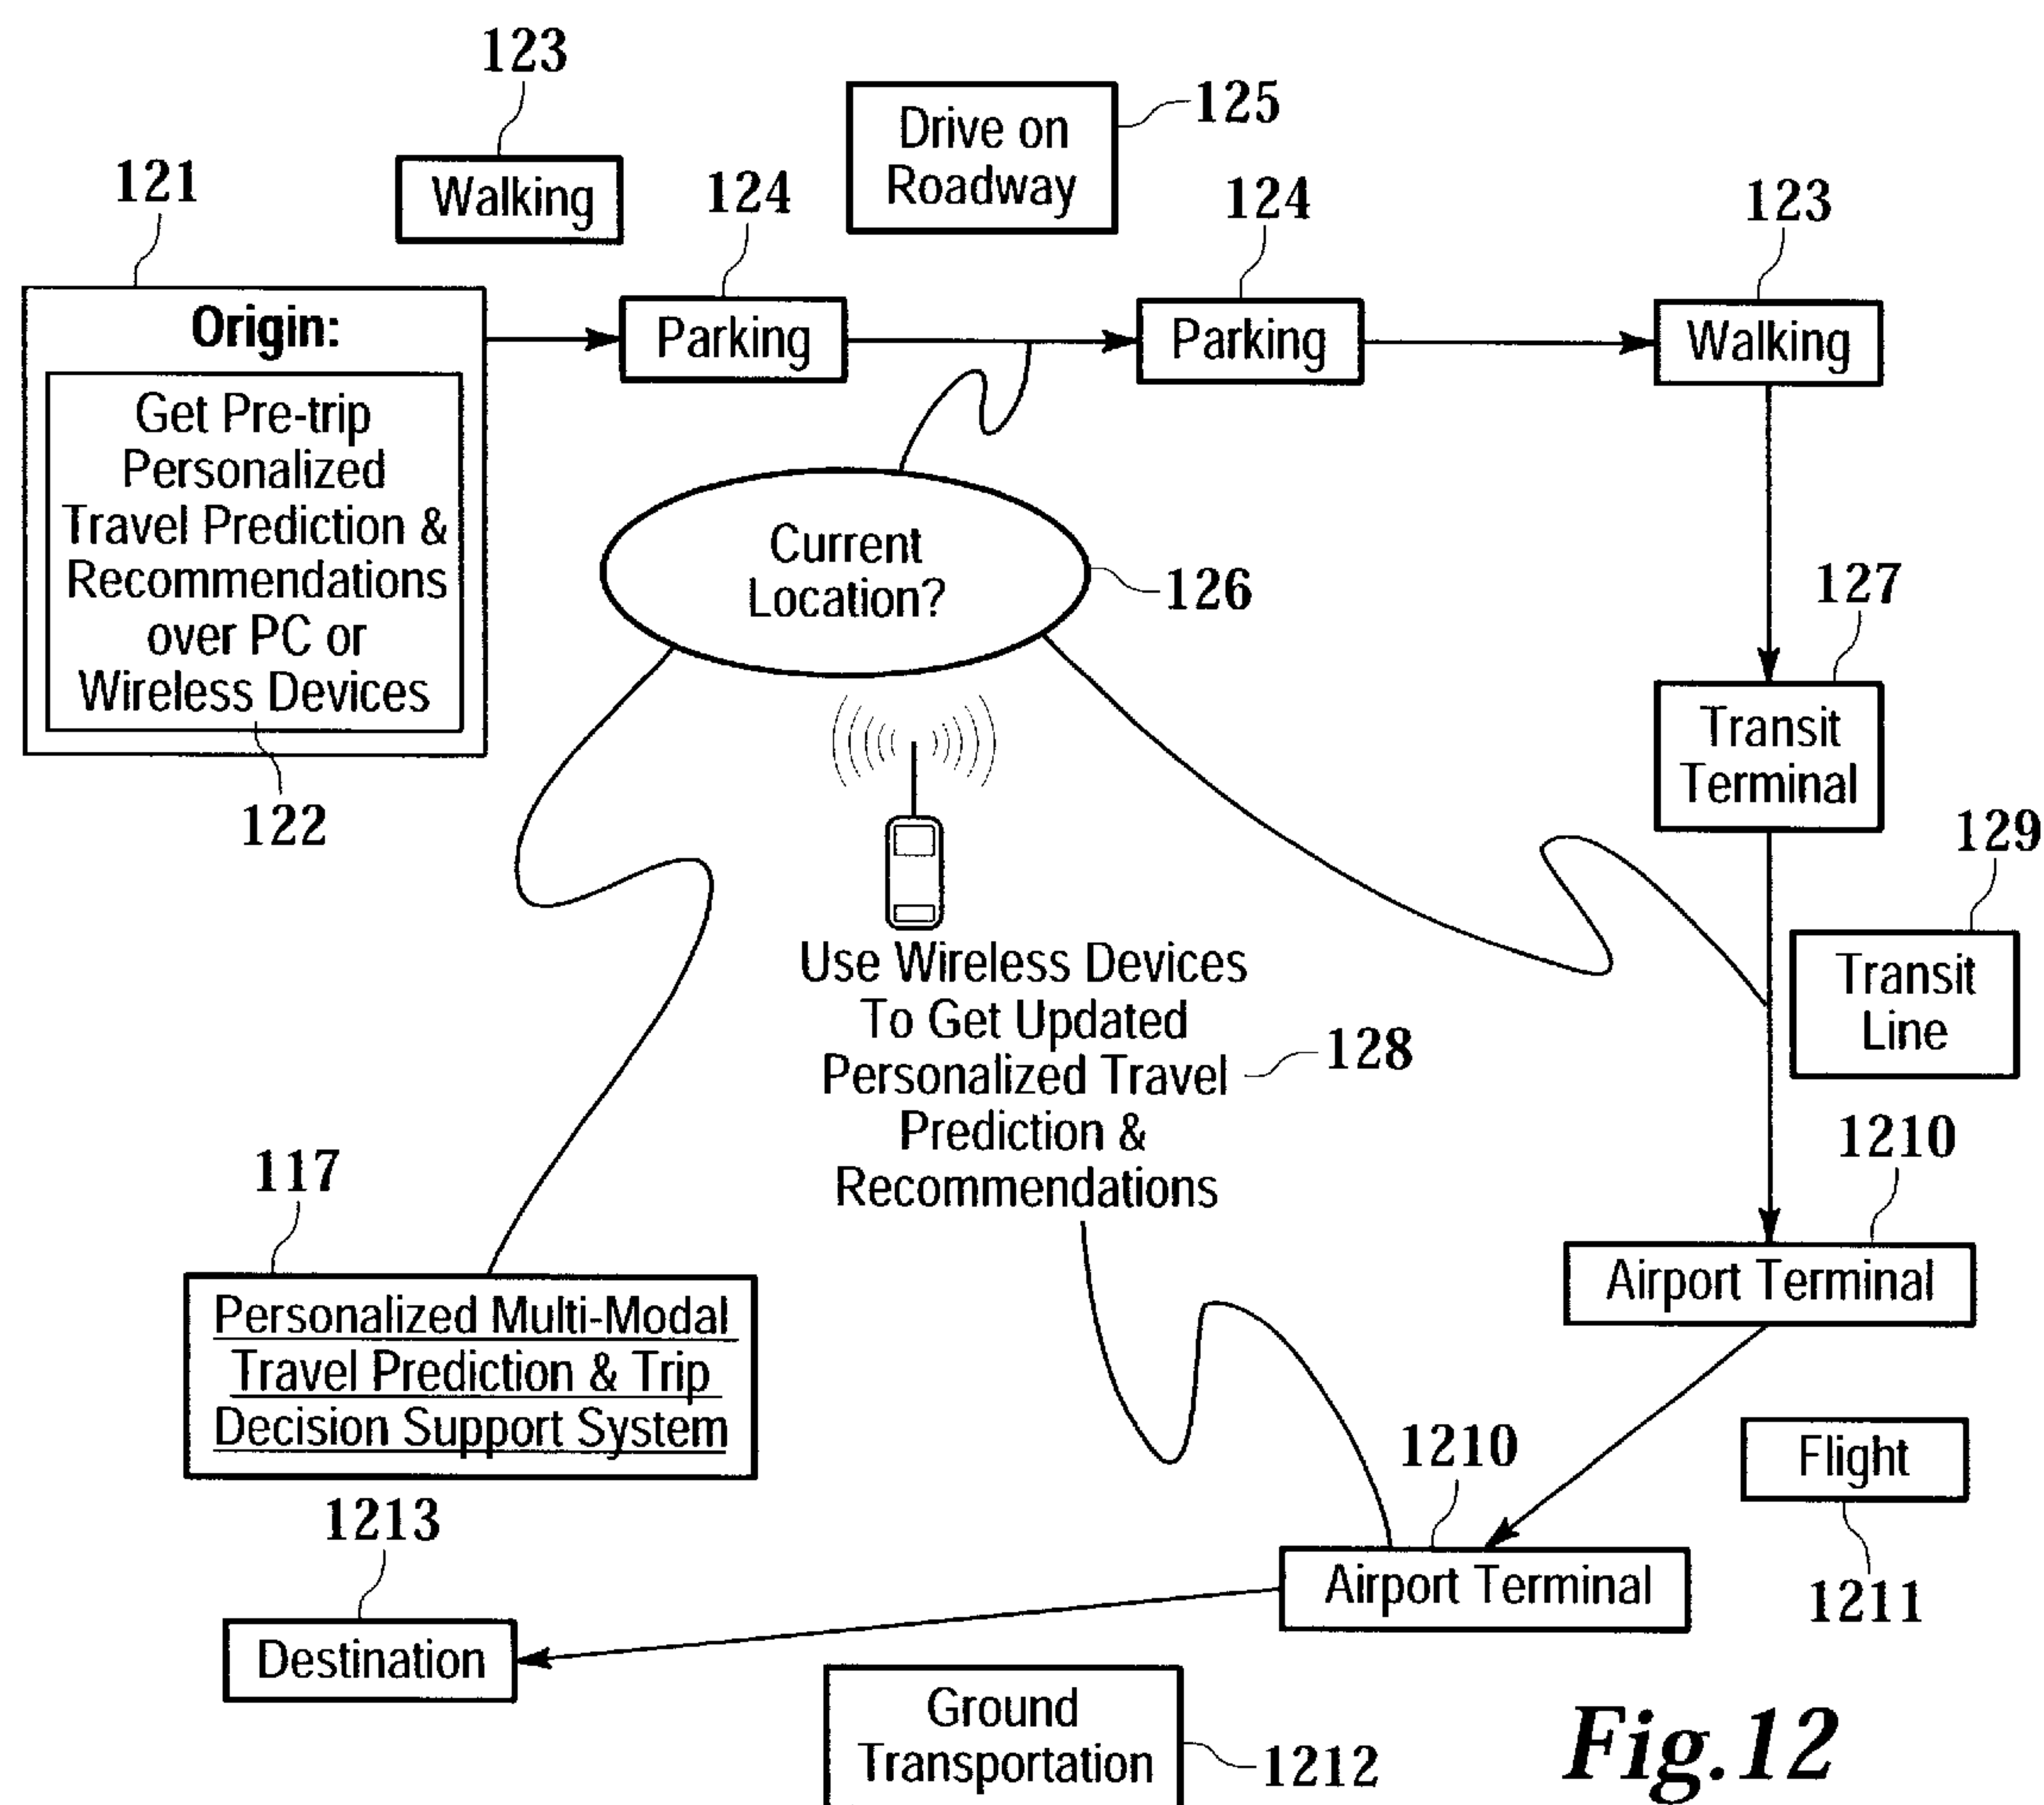 123
Walking
121
124
Drive on
Roadway
125
124
123
Origin:
Get Pre-trip
Personalized
Travel Prediction &
Recommendations
over PC or
Wireless Devices
122
Parking
Parking
Walking
Current
Location?
126
127
Transit
Terminal
129
Transit
Line
Use Wireless Devices
To Get Updated
Personalized Travel
Prediction &
Recommendations
128
1210
Airport Terminal
117
Personalized Multi-Modal
Travel Prediction & Trip
Decision Support System
Flight
1211
1210
Airport Terminal
1213
Destination
Ground
Transportation
1212
Fig.12